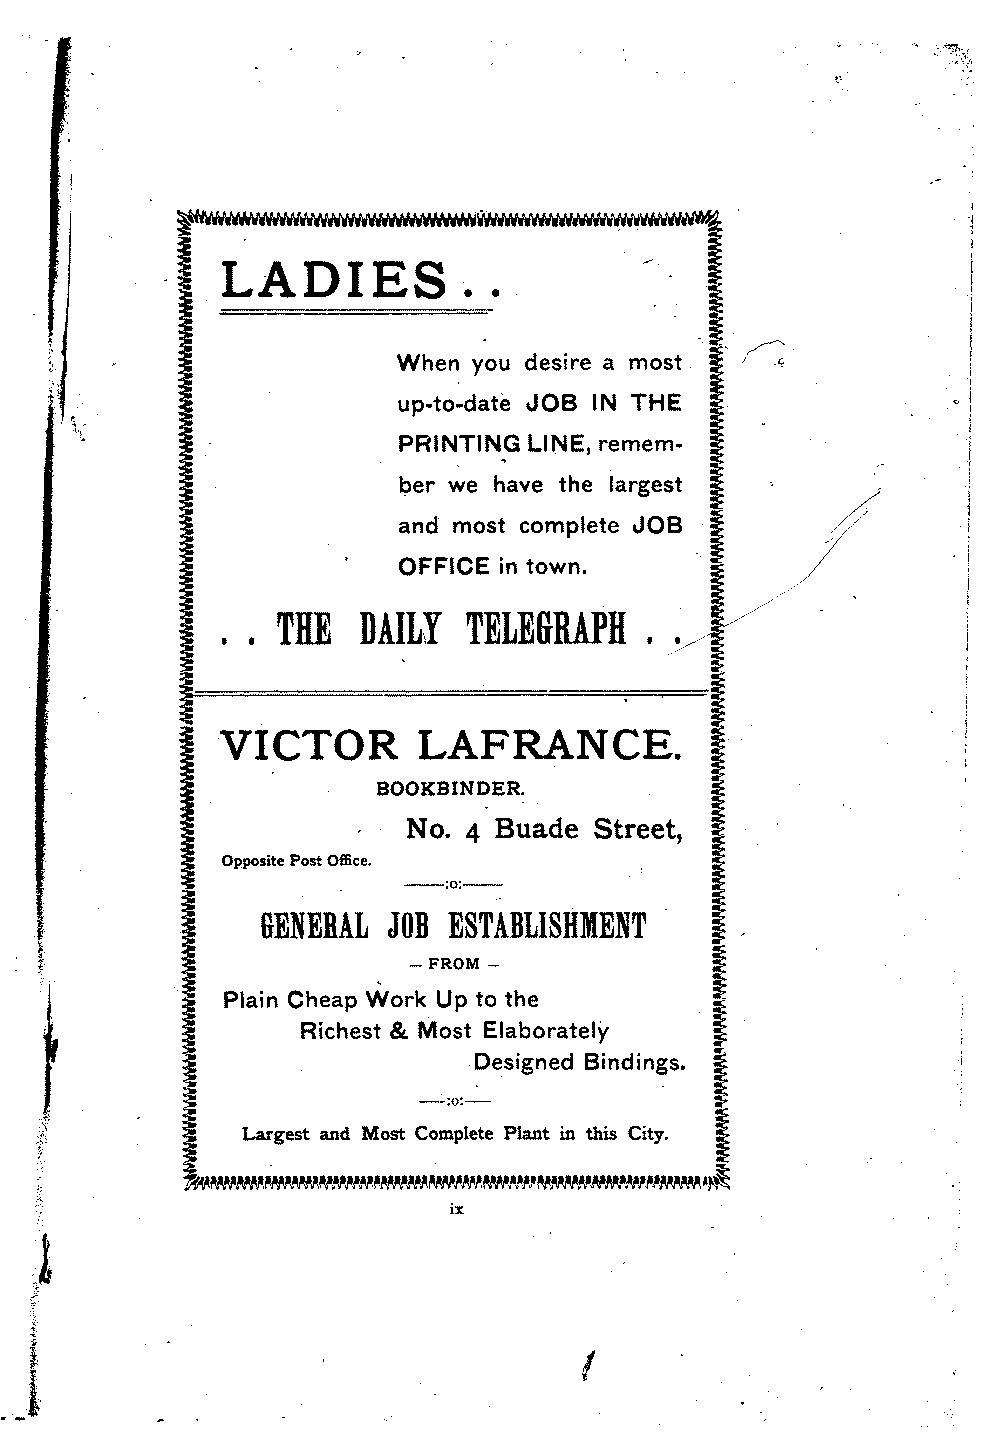 LADIES . .
When you desire a most
up-to-date JOB IN THE
PRINTING LINE, remem-
ber we have the largest
and most complete JOB
OFFICE in town.
. . THE DAILY TELEGRAPH . .
VICTOR LAFRANCE.
BOOKBINDER.
No. 4 Buade Street,
Opposite Post Office.
——:o:——
GENERAL JOB ESTABLISHMENT
— FROM —
Plain Cheap Work Up to the
Richest & Most Elaborately
Designed Bindings.
——:o:——
Largest and Most Complete Plant in this City.
ix